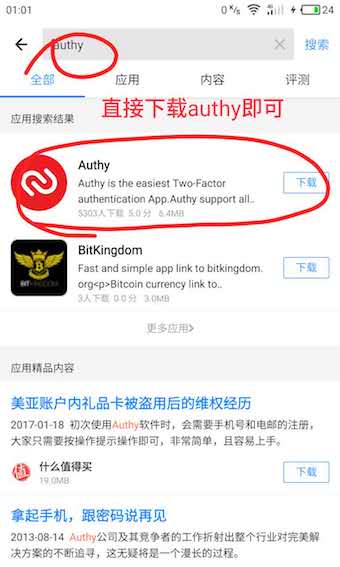 01:01
0 K/s 4G 24
authy
搜索
全部 应用 内容 评测
直接下载authy即可
应用搜索结果
Authy
Authy is the easiest Two-Factor
authentication App.Authy support all..
5303人下载 5.0 分 6.4MB
下载
BitKingdom
Fast and simple app link to bitkingdom.
org<p>Bitcoin currency link to..
3人下载 0.0 分 3.0MB
下载
BITKINGDOM
更多应用>
应用精品内容
美亚账户内礼品卡被盗用后的维权经历
2017-01-18 初次使用Authy软件时，会需要手机号和电邮的注册，
大家只需要按操作提示操作即可，非常简单，且容易上手。
值
什么值得买
19.0MB
下载
拿起手机，跟密码说再见
2013-08-14 Authy公司及其竞争者的工作折射出整个行业对完美解
决方案的不断追寻，这无疑将是一个漫长的过程。